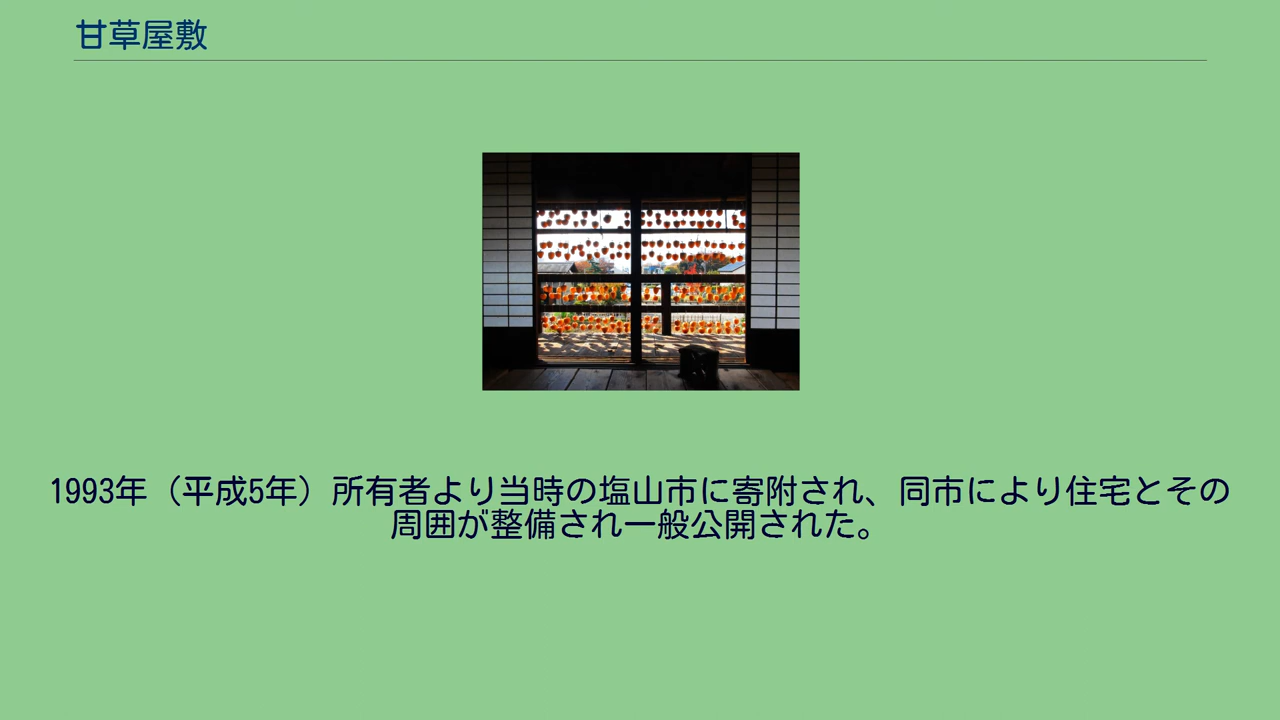 甘草屋敷
1993年（平成5年）所有者より当時の塩山市に寄附され、同市により住宅とその
周囲が整備され一般公開された。